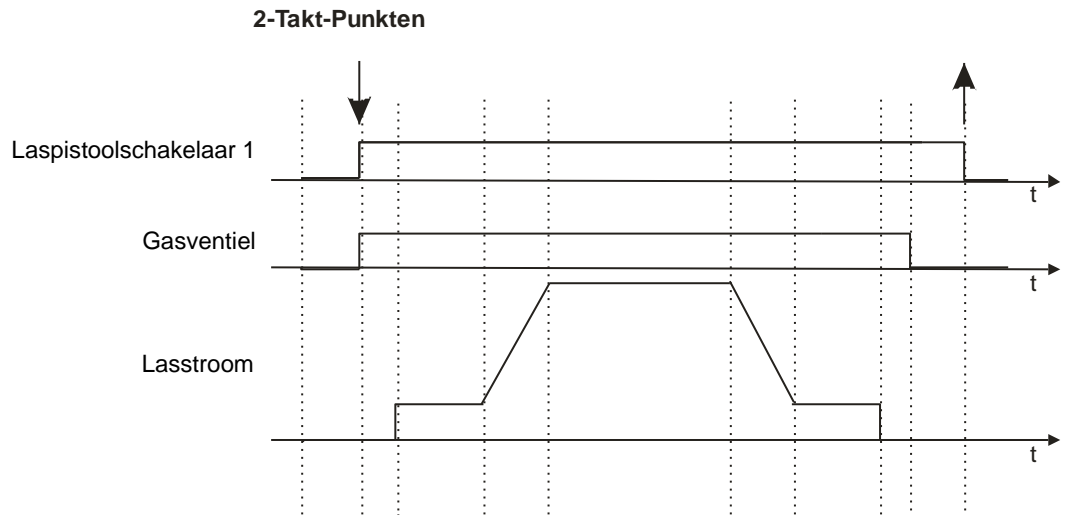 2-Takt-Punkten
Laspistoolschakelaar 1
t
Gasventiel
t
Lasstroom
t